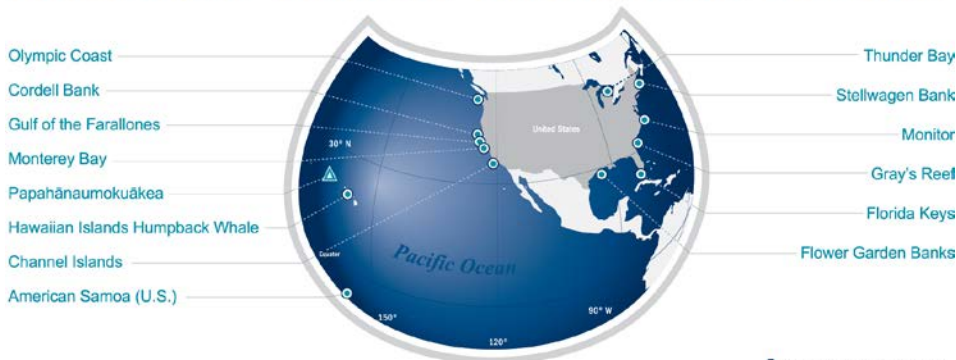 Olympic Coast
Cordell Bank
Gulf of the Farallones
Monterey Bay
Papahānaumokuākea
Hawaiian Islands Humpback Whale
Channel Islands
American Samoa (U.S.)
Thunder Bay
Stellwagen Bank
Monitor
Gray's Reef
Florida Keys
Flower Garden Banks
United States
30° N
Equator
Pacific Ocean
150°
120°
90° W